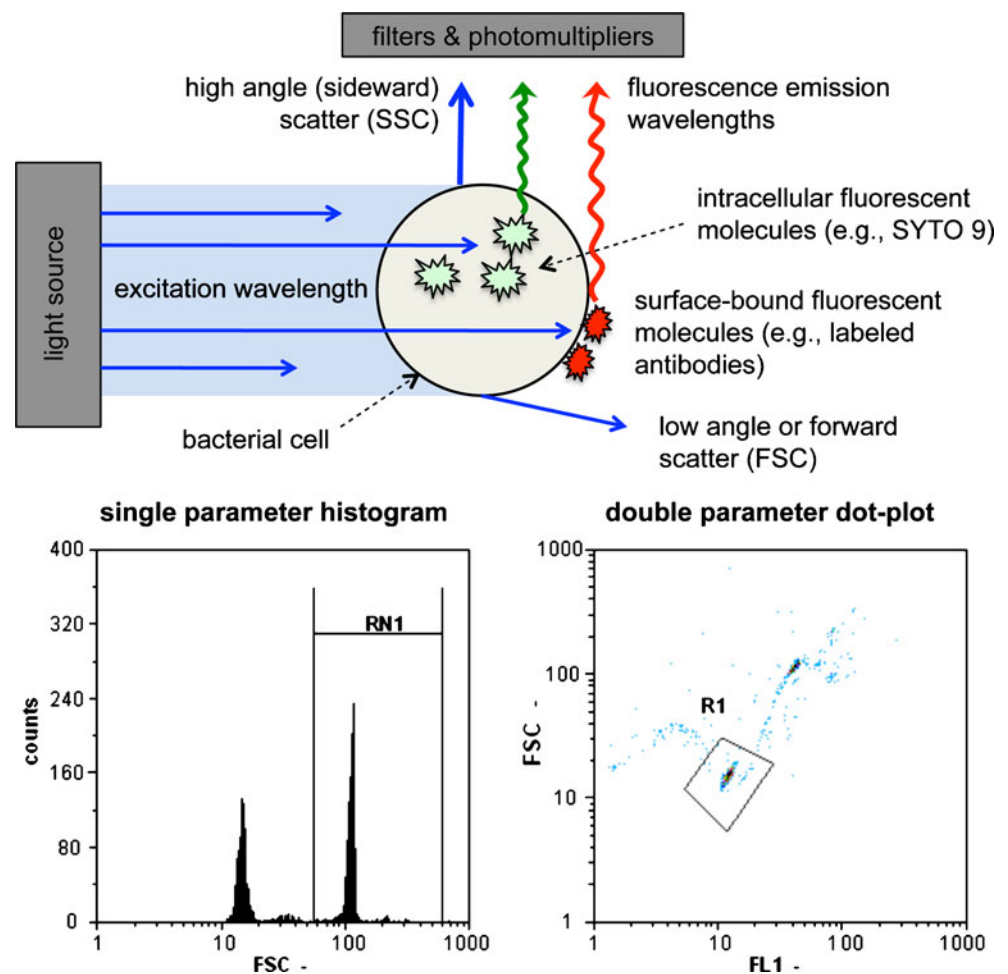 filters & photomultipliers
high angle (sideward)
scatter (SSC)
fluorescence emission
wavelengths
light source
excitation wavelength
intracellular fluorescent
molecules (e.g., SYTO 9)
surface-bound fluorescent
molecules (e.g., labeled
antibodies)
bacterial cell
low angle or forward
scatter (FSC)
single parameter histogram
400
320
240
160
80
0
counts
RN1
1
10
100
1000
FSC -
double parameter dot-plot
1000
100
10
1
FSC -
R1
1
10
100
1000
FL1 -